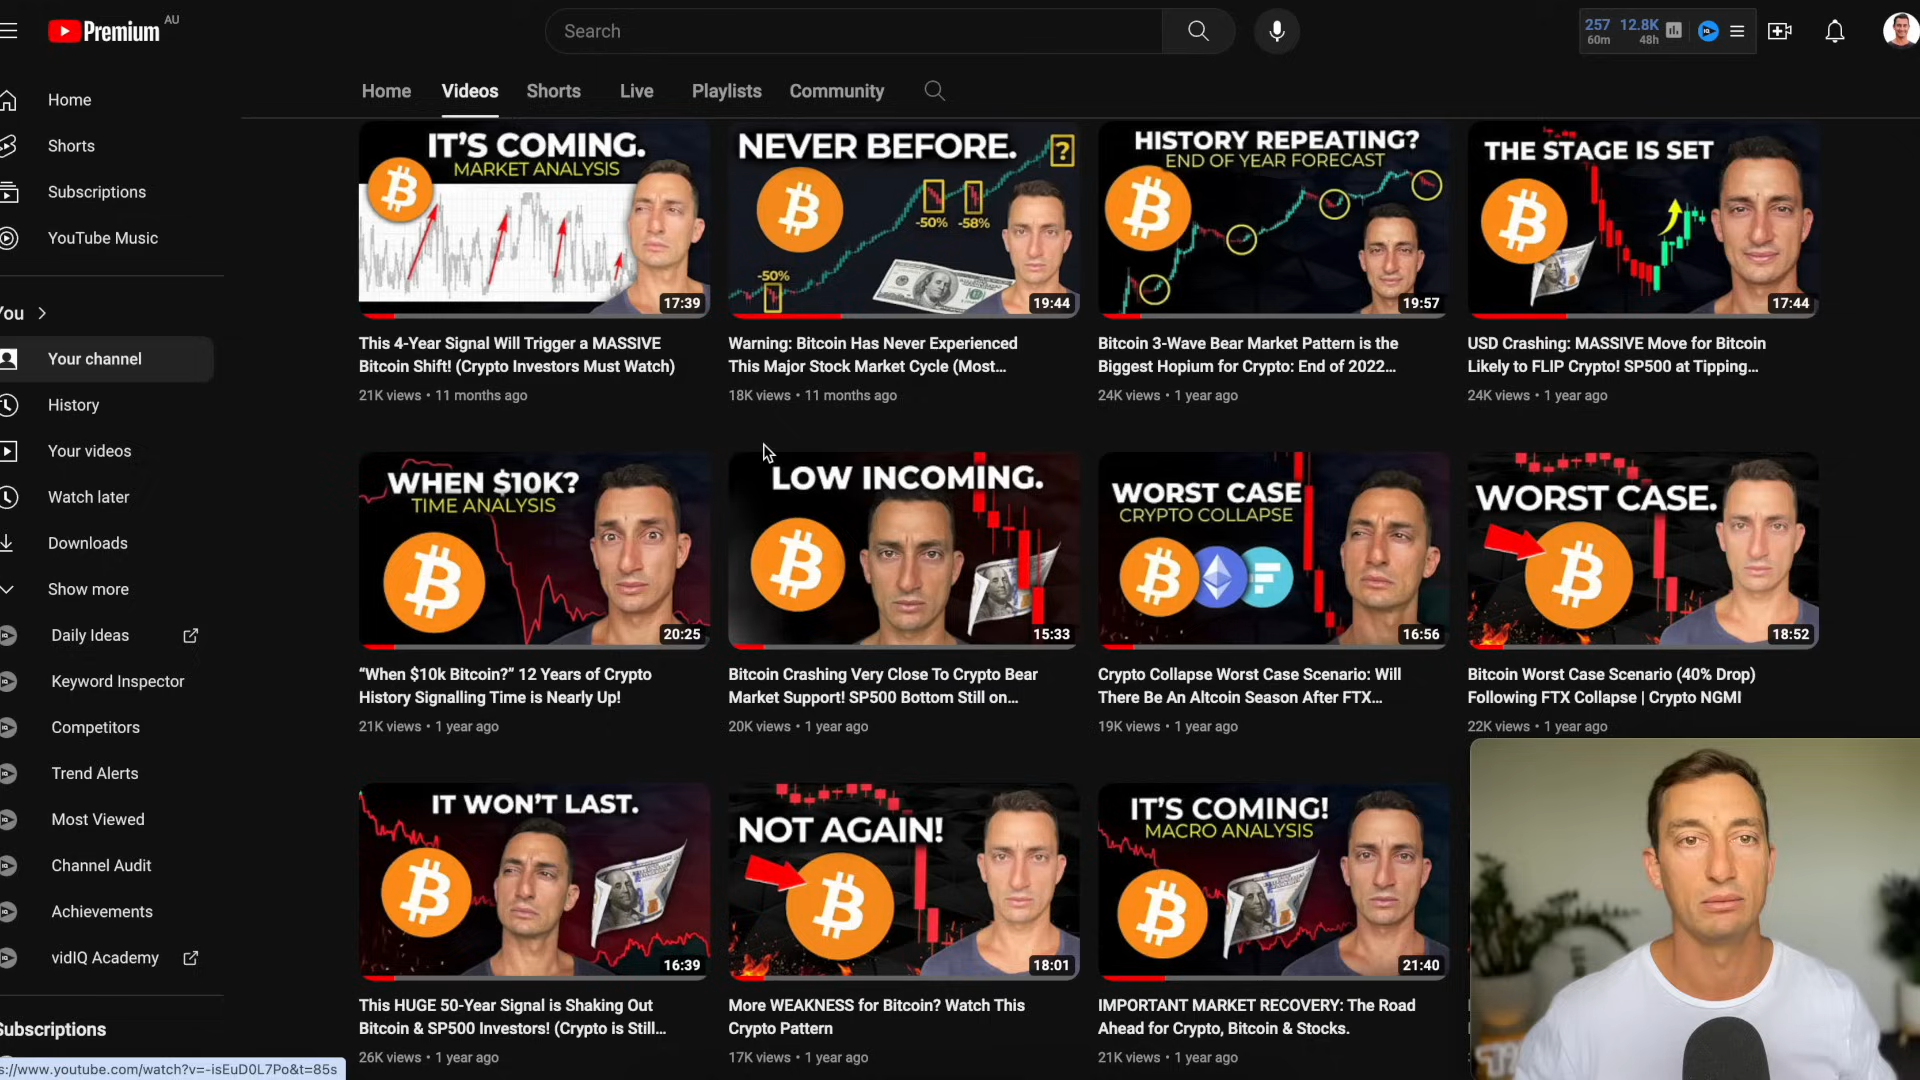 Premium AU
Search
257 12.8K
60m 48h
Home
Shorts
Subscriptions
YouTube Music
You
Your channel
History
Your videos
Watch later
Downloads
Show more
Daily Ideas
Keyword Inspector
Competitors
Trend Alerts
Most Viewed
Channel Audit
Achievements
vidIQ Academy
Subscriptions
s://www.youtube.com/watch?v=-isEuD0L7Po&t=85s
Home Videos Shorts Live Playlists Community
IT'S COMING.
MARKET ANALYSIS
17:39
This 4-Year Signal Will Trigger a MASSIVE
Bitcoin Shift! (Crypto Investors Must Watch)
21K views • 11 months ago
NEVER BEFORE.
?
-50% -58%
-50%
19:44
Warning: Bitcoin Has Never Experienced
This Major Stock Market Cycle (Most...
18K views • 11 months ago
HISTORY REPEATING?
END OF YEAR FORECAST
19:57
Bitcoin 3-Wave Bear Market Pattern is the
Biggest Hopium for Crypto: End of 2022...
24K views • 1 year ago
THE STAGE IS SET
17:44
USD Crashing: MASSIVE Move for Bitcoin
Likely to FLIP Crypto! SP500 at Tipping...
24K views • 1 year ago
WHEN $10K?
TIME ANALYSIS
20:25
“When $10k Bitcoin?” 12 Years of Crypto
History Signalling Time is Nearly Up!
21K views • 1 year ago
LOW INCOMING.
15:33
Bitcoin Crashing Very Close To Crypto Bear
Market Support! SP500 Bottom Still on...
20K views • 1 year ago
WORST CASE
CRYPTO COLLAPSE
16:56
Crypto Collapse Worst Case Scenario: Will
There Be An Altcoin Season After FTX...
19K views • 1 year ago
WORST CASE.
18:52
Bitcoin Worst Case Scenario (40% Drop)
Following FTX Collapse | Crypto NGMI
22K views • 1 year ago
IT WON'T LAST.
16:39
This HUGE 50-Year Signal is Shaking Out
Bitcoin & SP500 Investors! (Crypto is Still...
26K views • 1 year ago
NOT AGAIN!
18:01
More WEAKNESS for Bitcoin? Watch This
Crypto Pattern
17K views • 1 year ago
IT'S COMING!
MACRO ANALYSIS
21:40
IMPORTANT MARKET RECOVERY: The Road
Ahead for Crypto, Bitcoin & Stocks.
21K views • 1 year ago